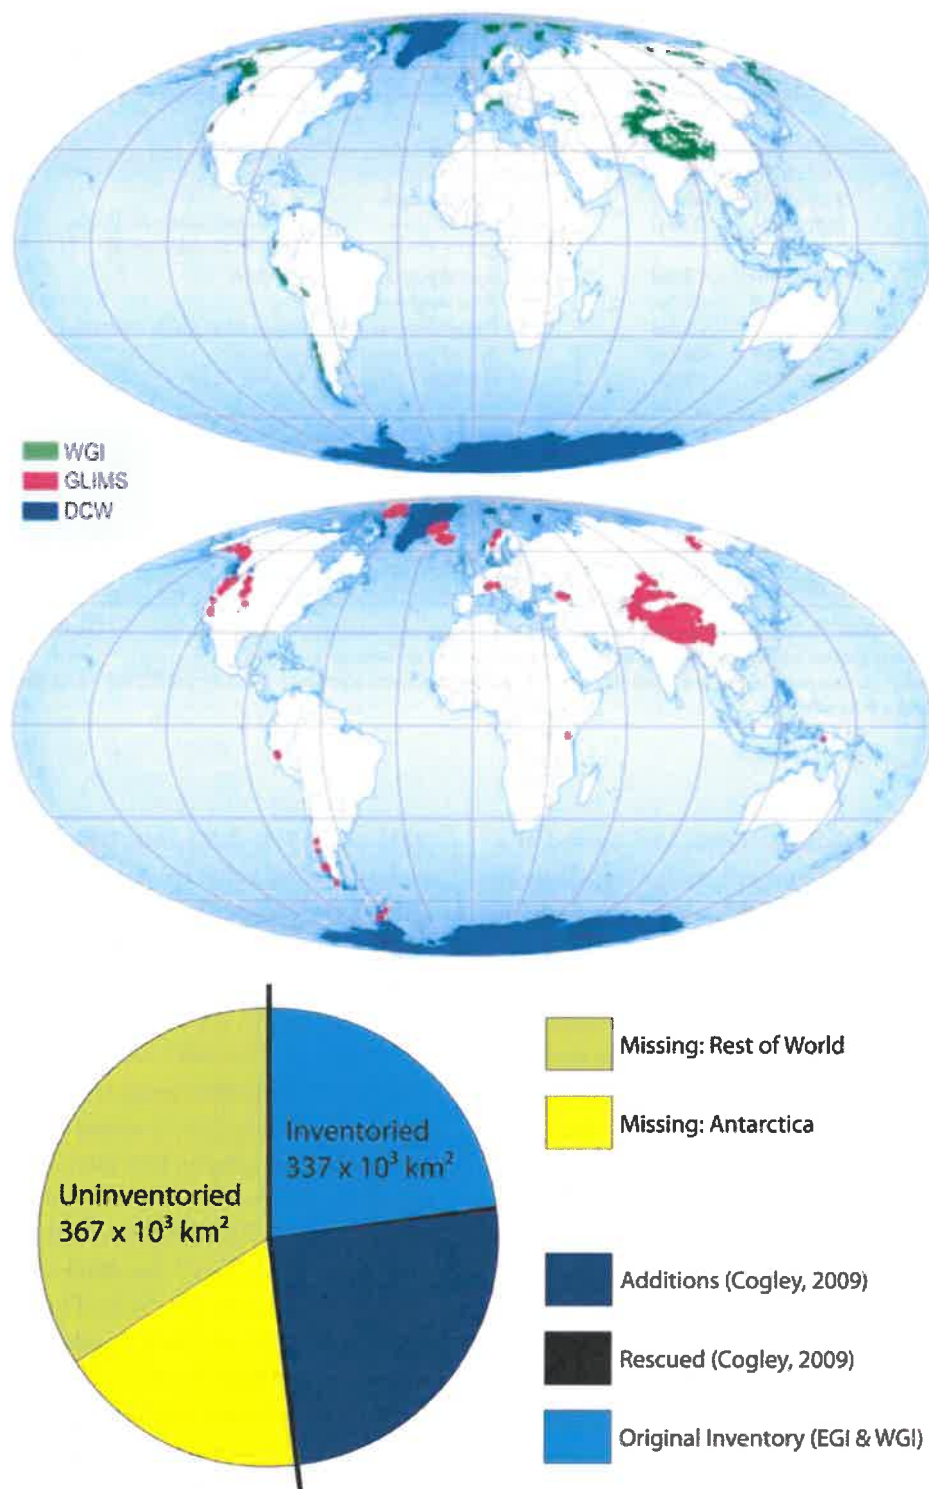 WGI
GLIMS
DCW
Missing: Rest of World
Missing: Antarctica
Inventoried
337 x 10³ km²
Uninventoried
367 x 10³ km²
Additions (Cogley, 2009)
Rescued (Cogley, 2009)
Original Inventory (EGI & WGI)